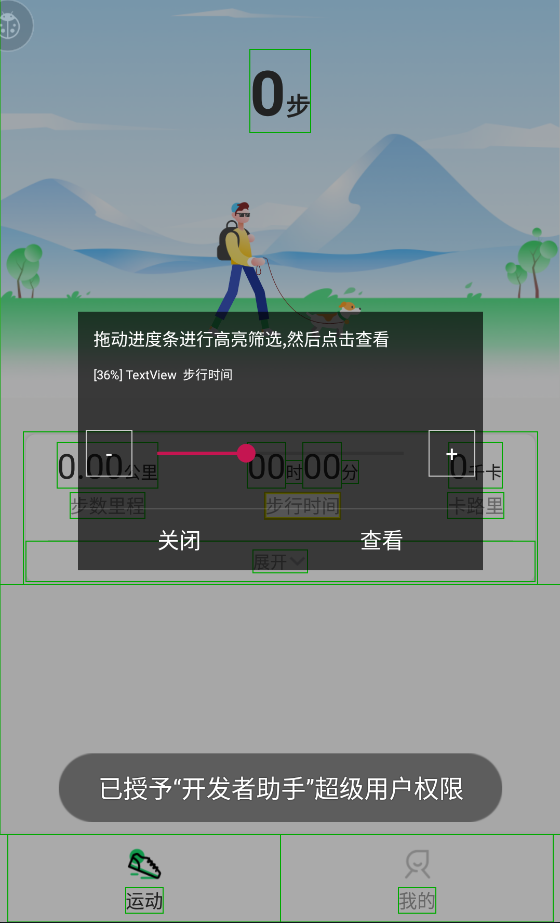 0步
拖动进度条进行高亮筛选,然后点击查看
[36%] TextView 步行时间
- +
0.00公里 00时00分 0千卡
步数里程 步行时间 卡路里
关闭 查看
展开
已授予“开发者助手”超级用户权限
运动 我的